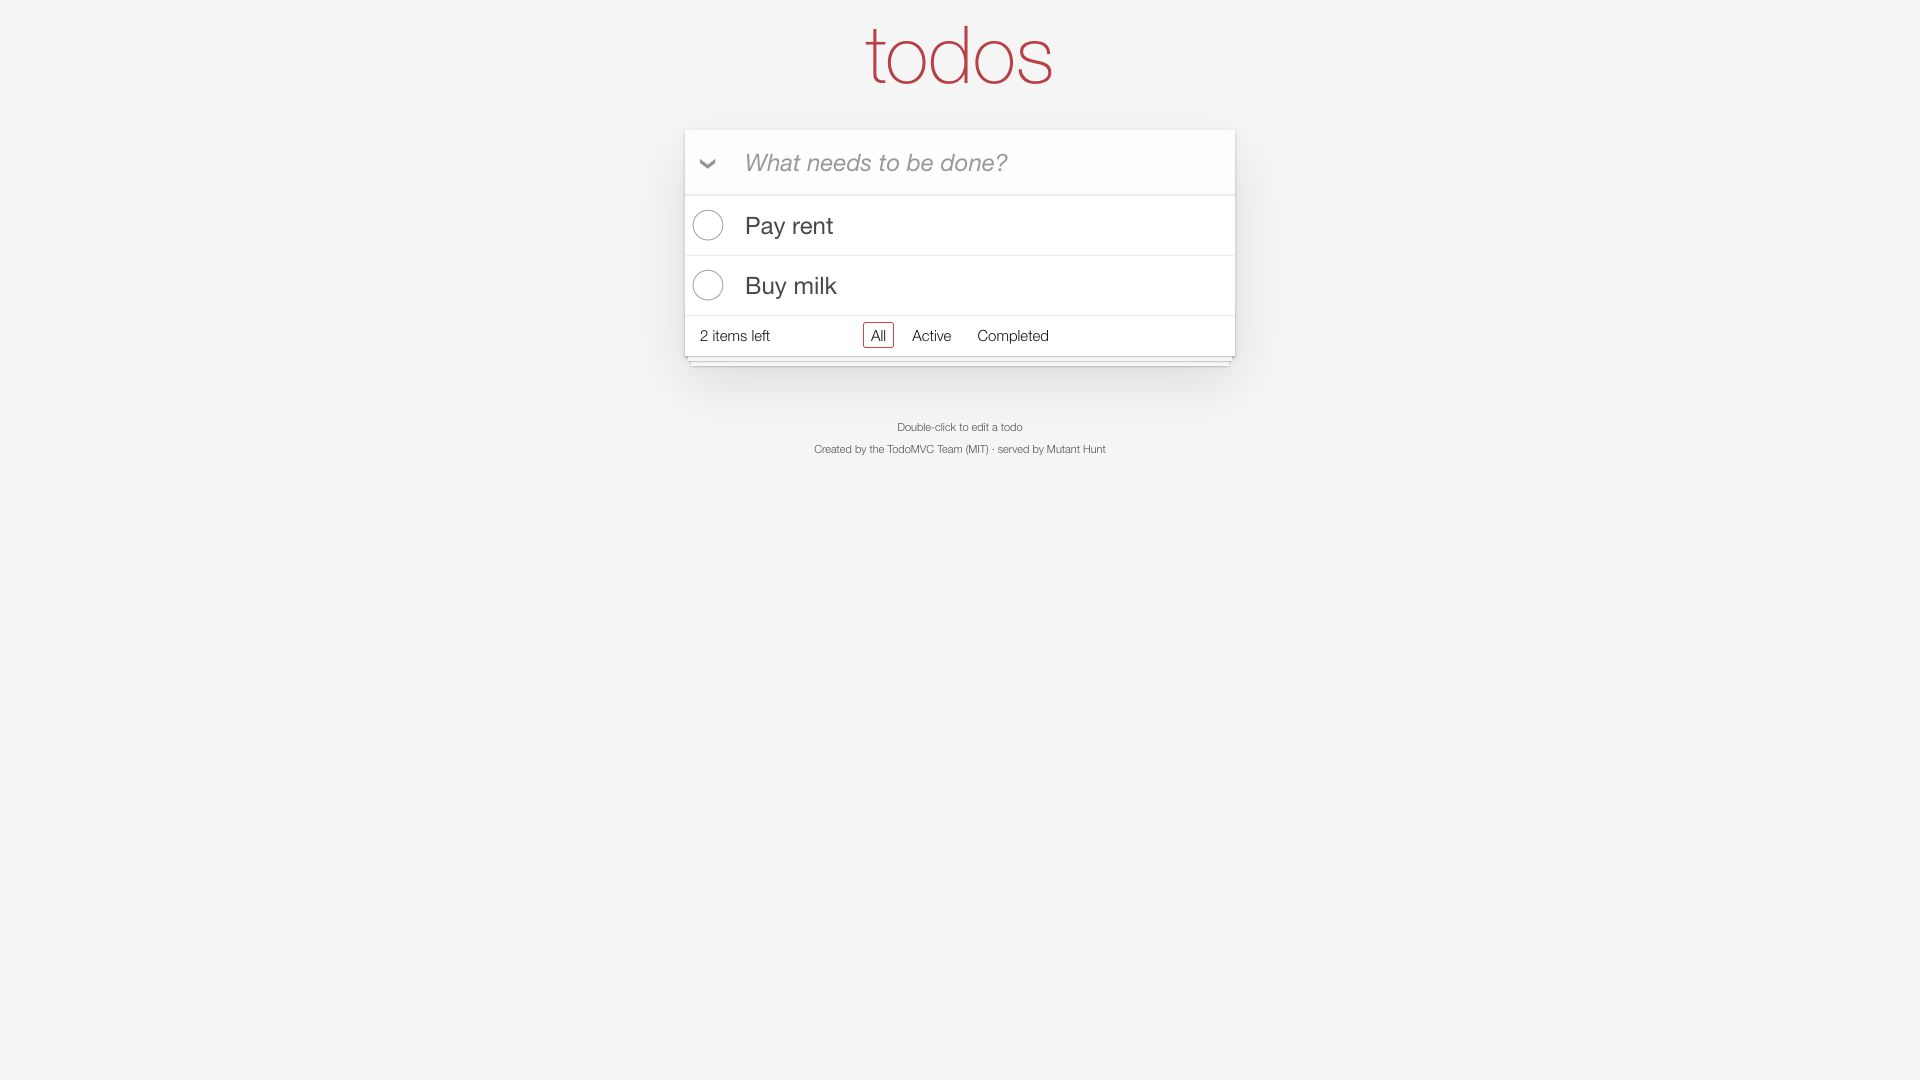 todos
What needs to be done?
Pay rent
Buy milk
2 items left All Active Completed
Double-click to edit a todo
Created by the TodoMVC Team (MIT) · served by Mutant Hunt